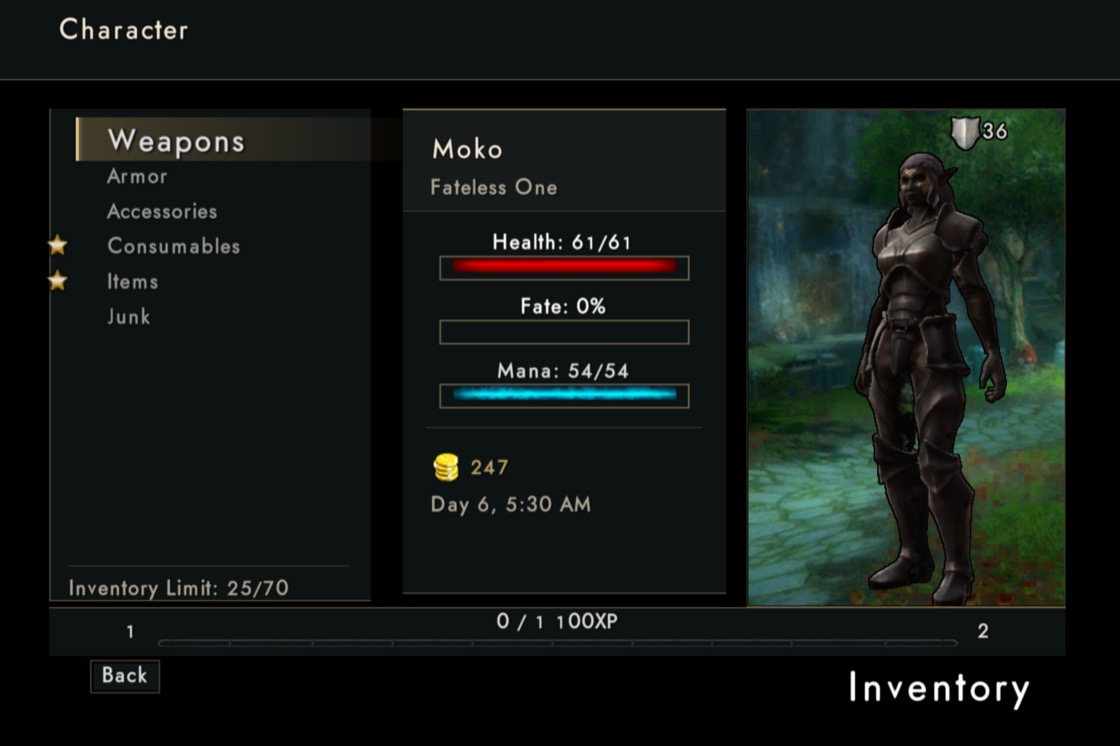 Character
Weapons
Armor
Accessories
Consumables
Items
Junk
Inventory Limit: 25/70
Moko
Fateless One
Health: 61/61
Fate: 0%
Mana: 54/54
247
Day 6, 5:30 AM
36
1
0 / 1 100XP
2
Back
Inventory